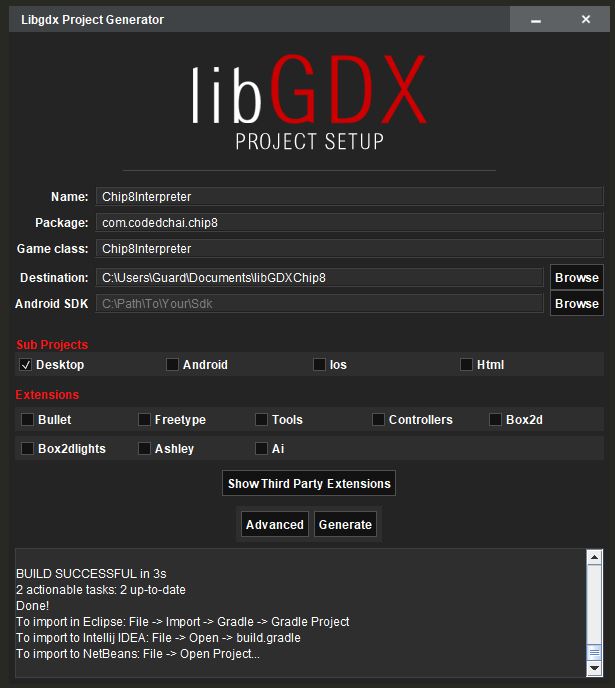 Libgdx Project Generator
libGDX
PROJECT SETUP
Name: Chip8Interpreter
Package: com.codedchai.chip8
Game class: Chip8Interpreter
Destination: C:\Users\Guard\Documents\libGDXChip8 Browse
Android SDK C:\Path\To\Your\Sdk Browse
Sub Projects
Desktop Android Ios Html
Extensions
Bullet Freetype Tools Controllers Box2d
Box2dlights Ashley Ai
Show Third Party Extensions
Advanced Generate
BUILD SUCCESSFUL in 3s
2 actionable tasks: 2 up-to-date
Done!
To import in Eclipse: File -> Import -> Gradle -> Gradle Project
To import to Intellij IDEA: File -> Open -> build.gradle
To import to NetBeans: File -> Open Project...